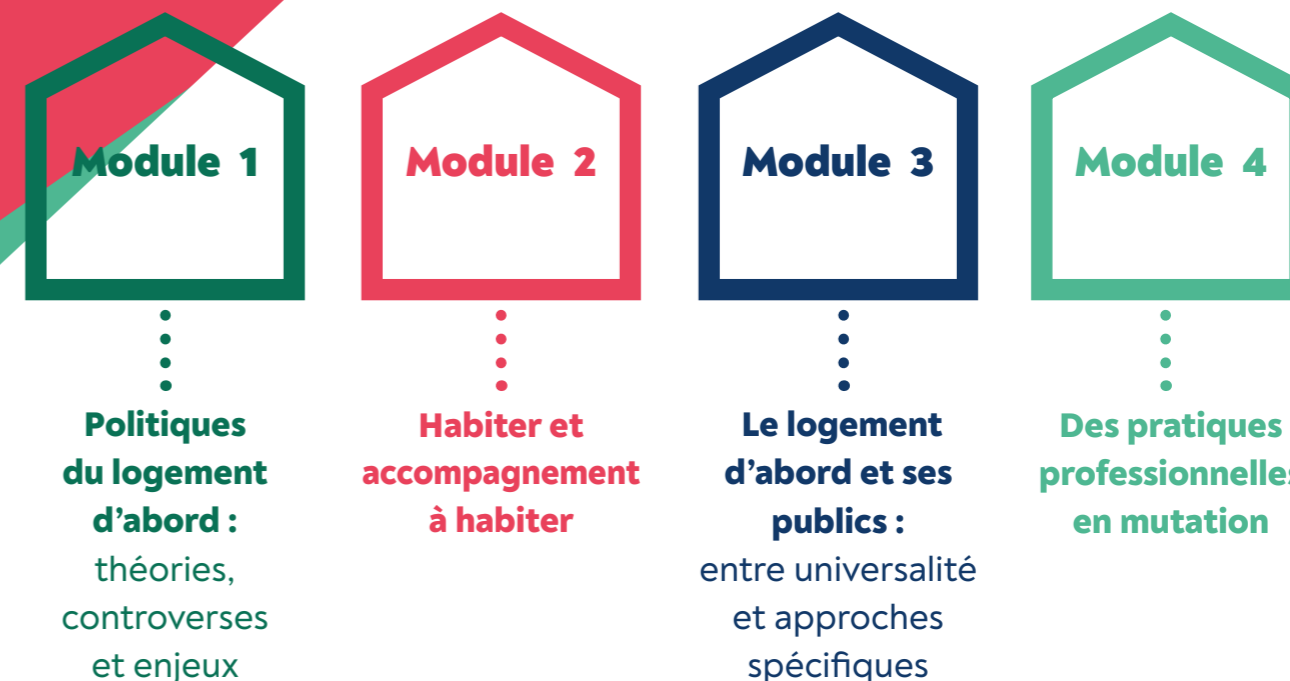 Module 1
Politiques
du logement
d'abord :
théories,
controverses
et enjeux
Module 2
Habiter et
accompagnement
à habiter
Module 3
Le logement
d'abord et ses
publics :
entre universalité
et approches
spécifiques
Module 4
Des pratiques
professionnelles
en mutation